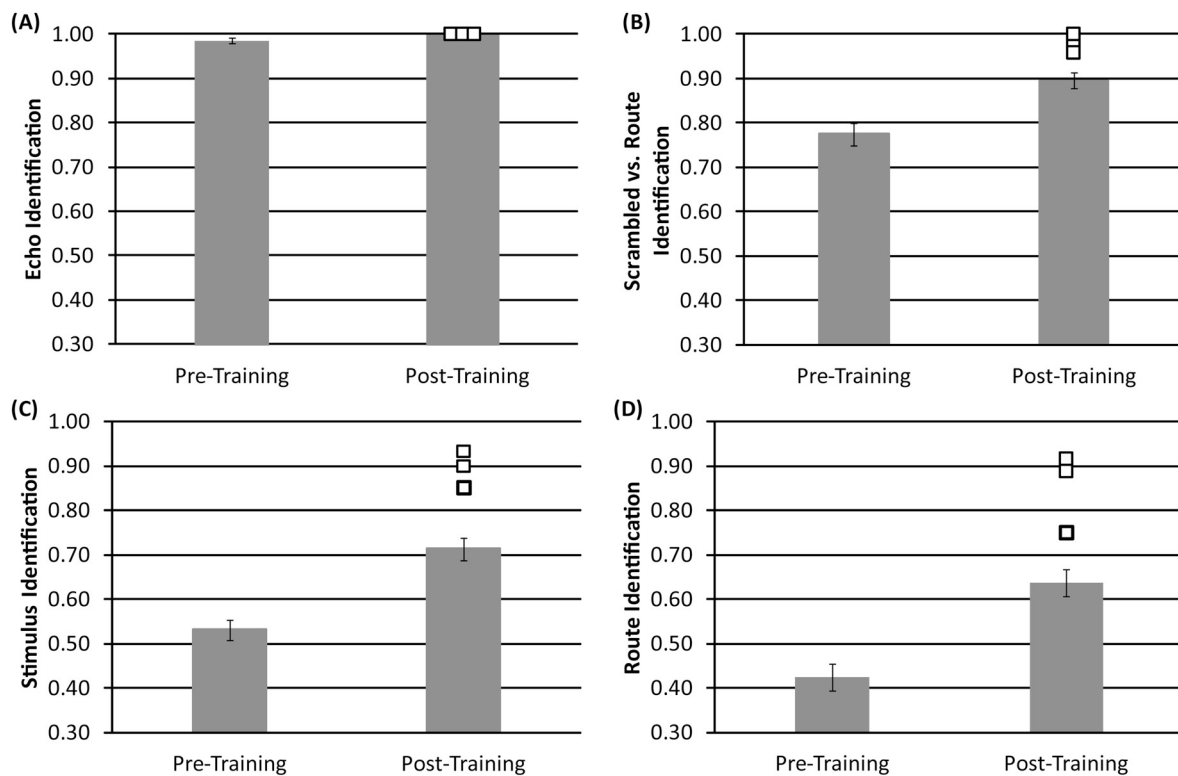 (A)
Echo Identification
1.00
0.90
0.80
0.70
0.60
0.50
0.40
0.30
Pre-Training
Post-Training
(B)
Scrambled vs. Route
Identification
1.00
0.90
0.80
0.70
0.60
0.50
0.40
0.30
Pre-Training
Post-Training
(C)
Stimulus Identification
1.00
0.90
0.80
0.70
0.60
0.50
0.40
0.30
Pre-Training
Post-Training
(D)
Route Identification
1.00
0.90
0.80
0.70
0.60
0.50
0.40
0.30
Pre-Training
Post-Training